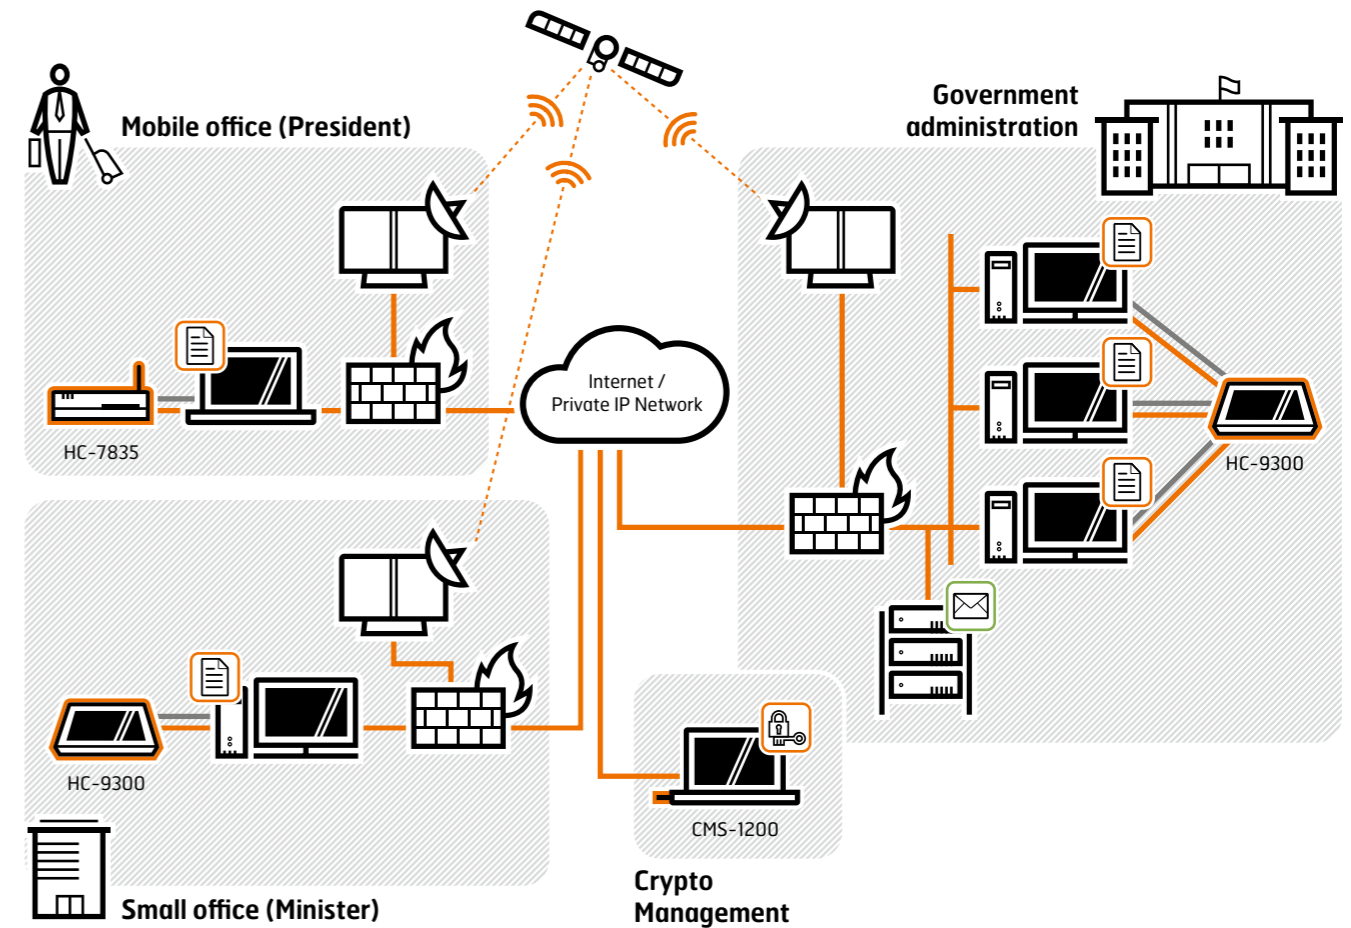 Mobile office (President)
Government
administration
Internet /
Private IP Network
HC-7835
HC-9300
HC-9300
CMS-1200
Crypto
Management
Small office (Minister)